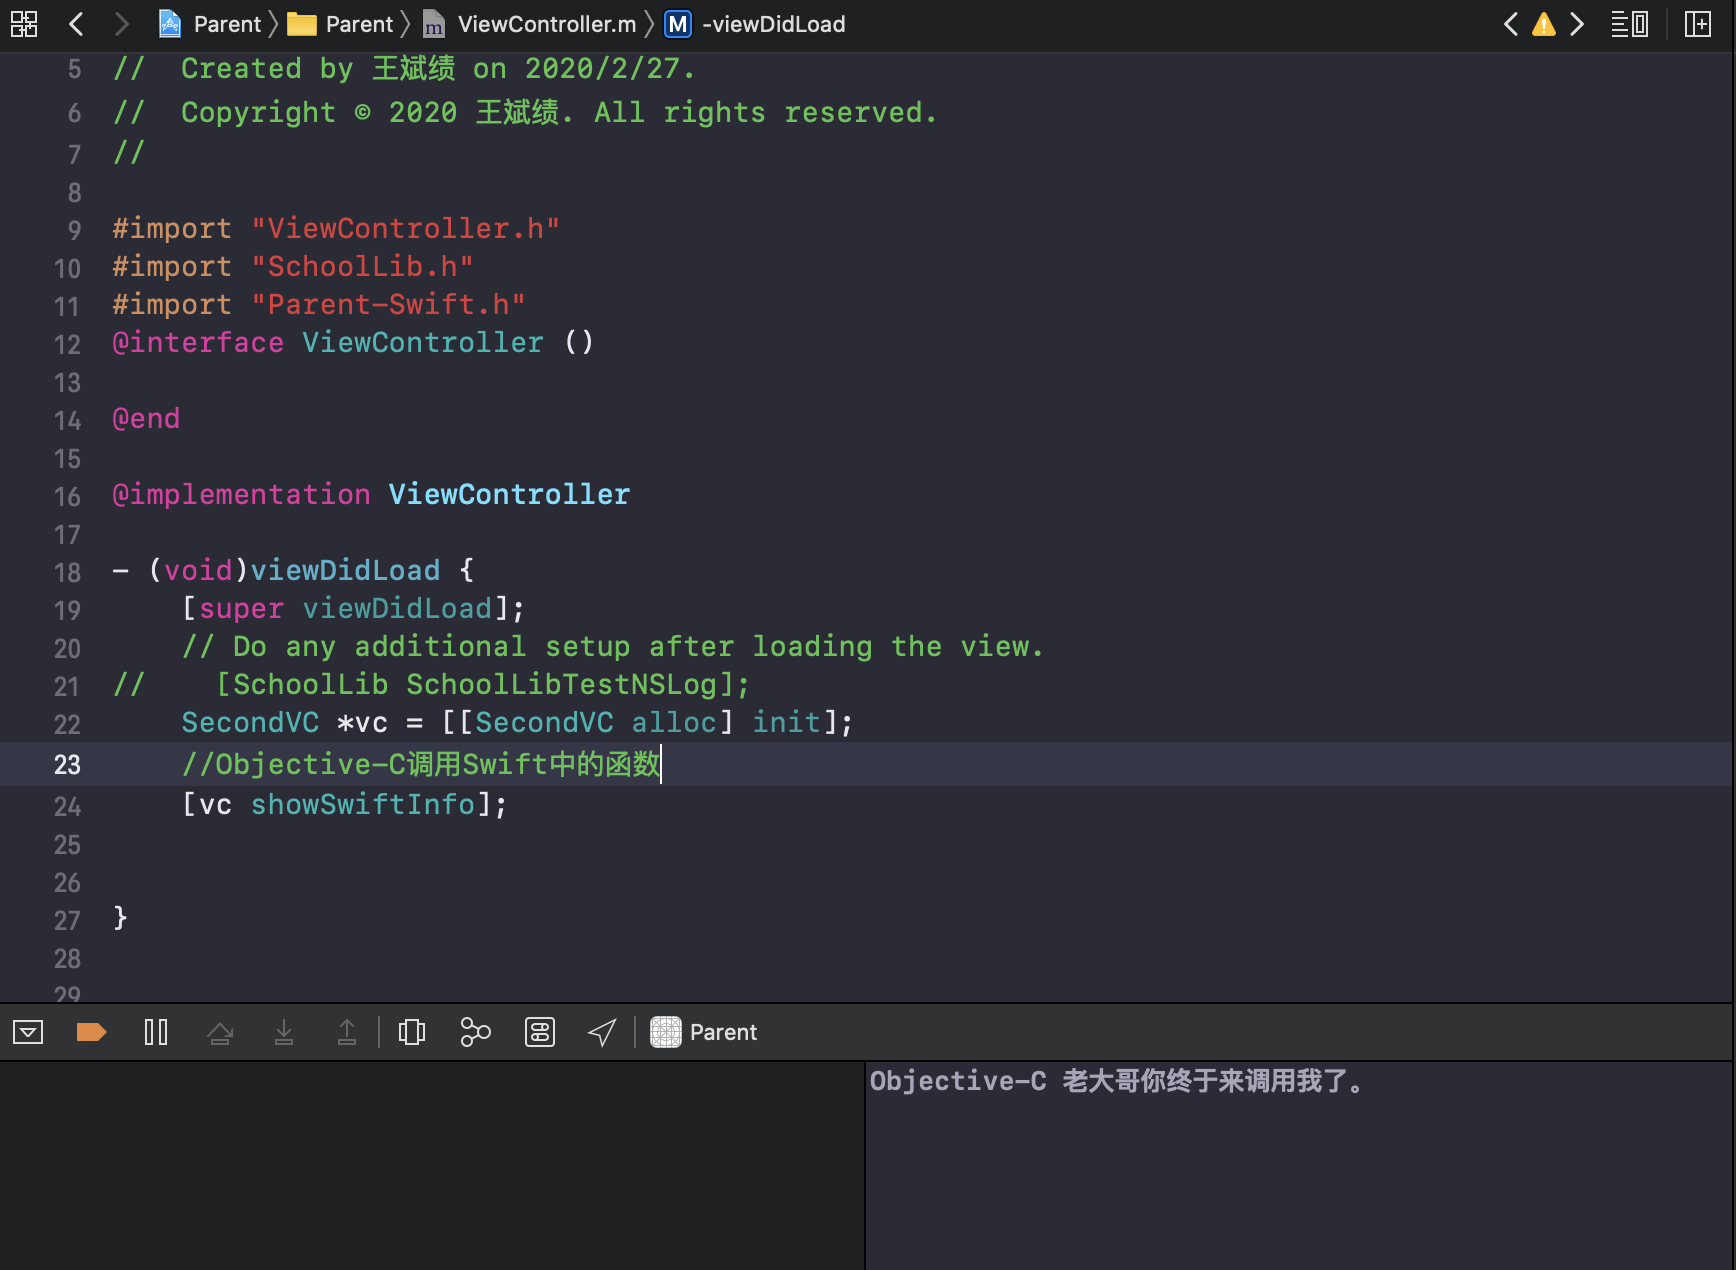 Parent Parent ViewController.m M -viewDidLoad
5 //  Created by 王斌绩 on 2020/2/27.
6 //  Copyright © 2020 王斌绩. All rights reserved.
7 //
8
9 #import "ViewController.h"
10 #import "SchoolLib.h"
11 #import "Parent-Swift.h"
12 @interface ViewController ()
13
14 @end
15
16 @implementation ViewController
17
18 - (void)viewDidLoad {
19     [super viewDidLoad];
20     // Do any additional setup after loading the view.
21 //    [SchoolLib SchoolLibTestNSLog];
22     SecondVC *vc = [[SecondVC alloc] init];
23     //Objective-C调用Swift中的函数
24     [vc showSwiftInfo];
25
26
27 }
28
29
Parent
Objective-C 老大哥你终于来调用我了。